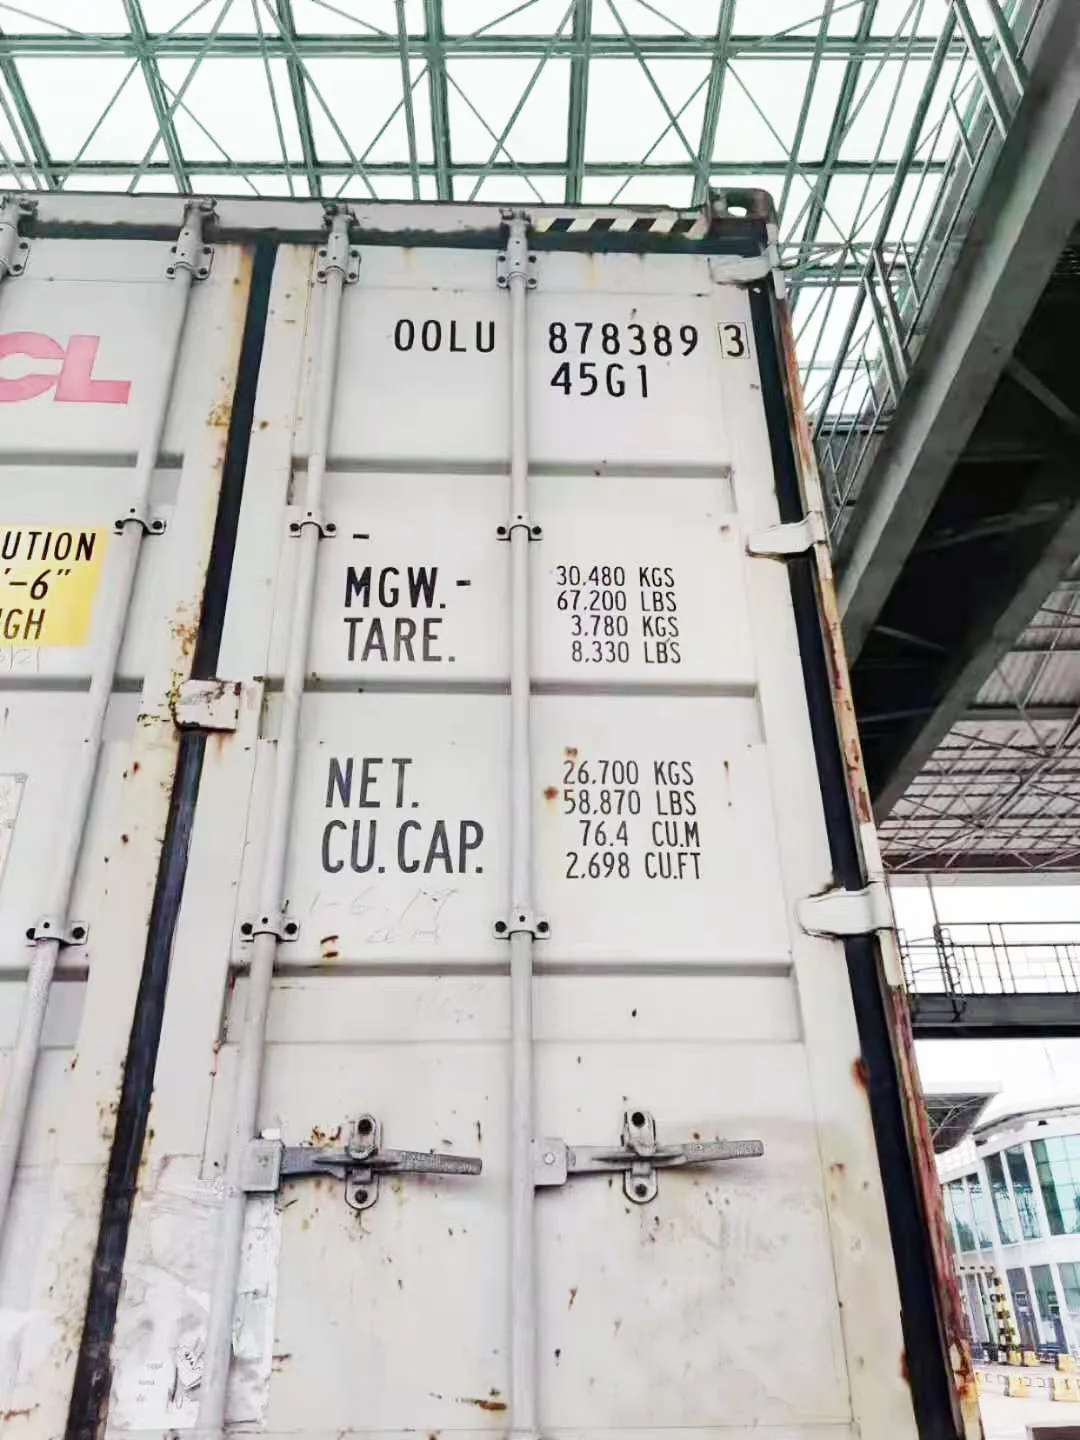 CL
OOLU 878389 3
45G1
UTION
'-6"
GH
MGW.- 30.480 KGS
67.200 LBS
TARE. 3.780 KGS
8.330 LBS
NET. 26.700 KGS
58.870 LBS
CU.CAP. 76.4 CU.M
2.698 CU.FT